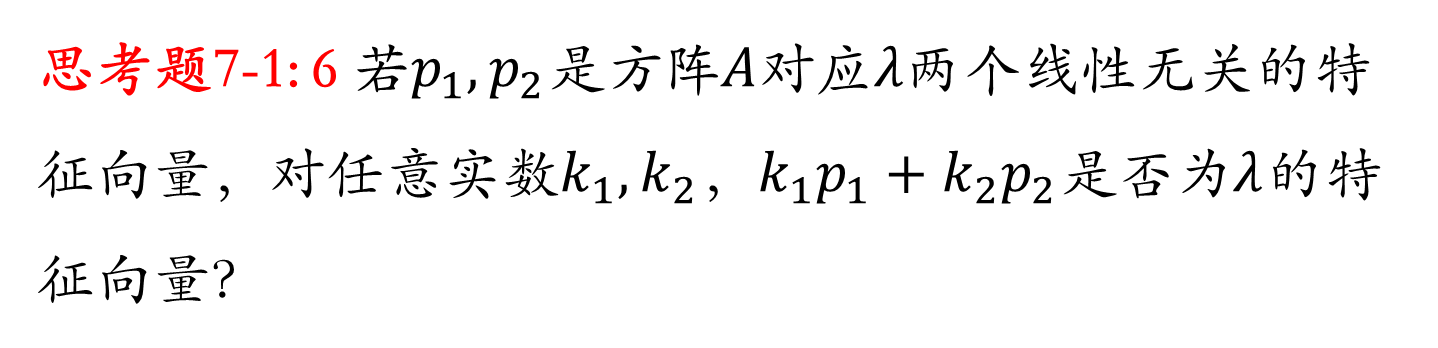 思考题7-1: 6 若𝑝₁, 𝑝₂是方阵𝐴对应𝜆两个线性无关的特
征向量，对任意实数𝑘₁, 𝑘₂，𝑘₁𝑝₁ + 𝑘₂𝑝₂是否为𝜆的特
征向量?